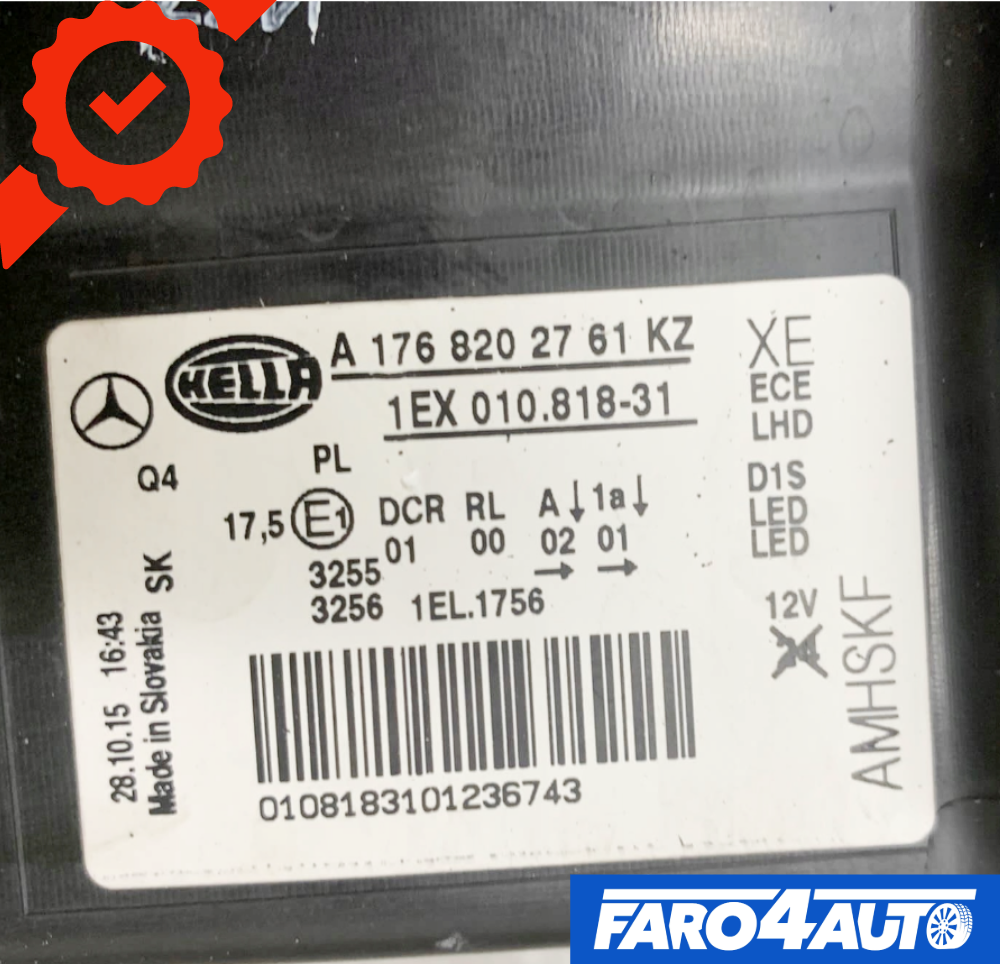 HELLA
A 176 820 27 61 KZ
1EX 010.818-31
XE
ECE
LHD
Q4
PL
17,5 E1 DCR RL A↓ 1a↓
01 00 02 01
3255 → →
3256 1EL.1756
D1S
LED
LED
12V
AMHSKF
28.10.15 16:43
Made in Slovakia SK
0108183101236743
FARO4AUTO